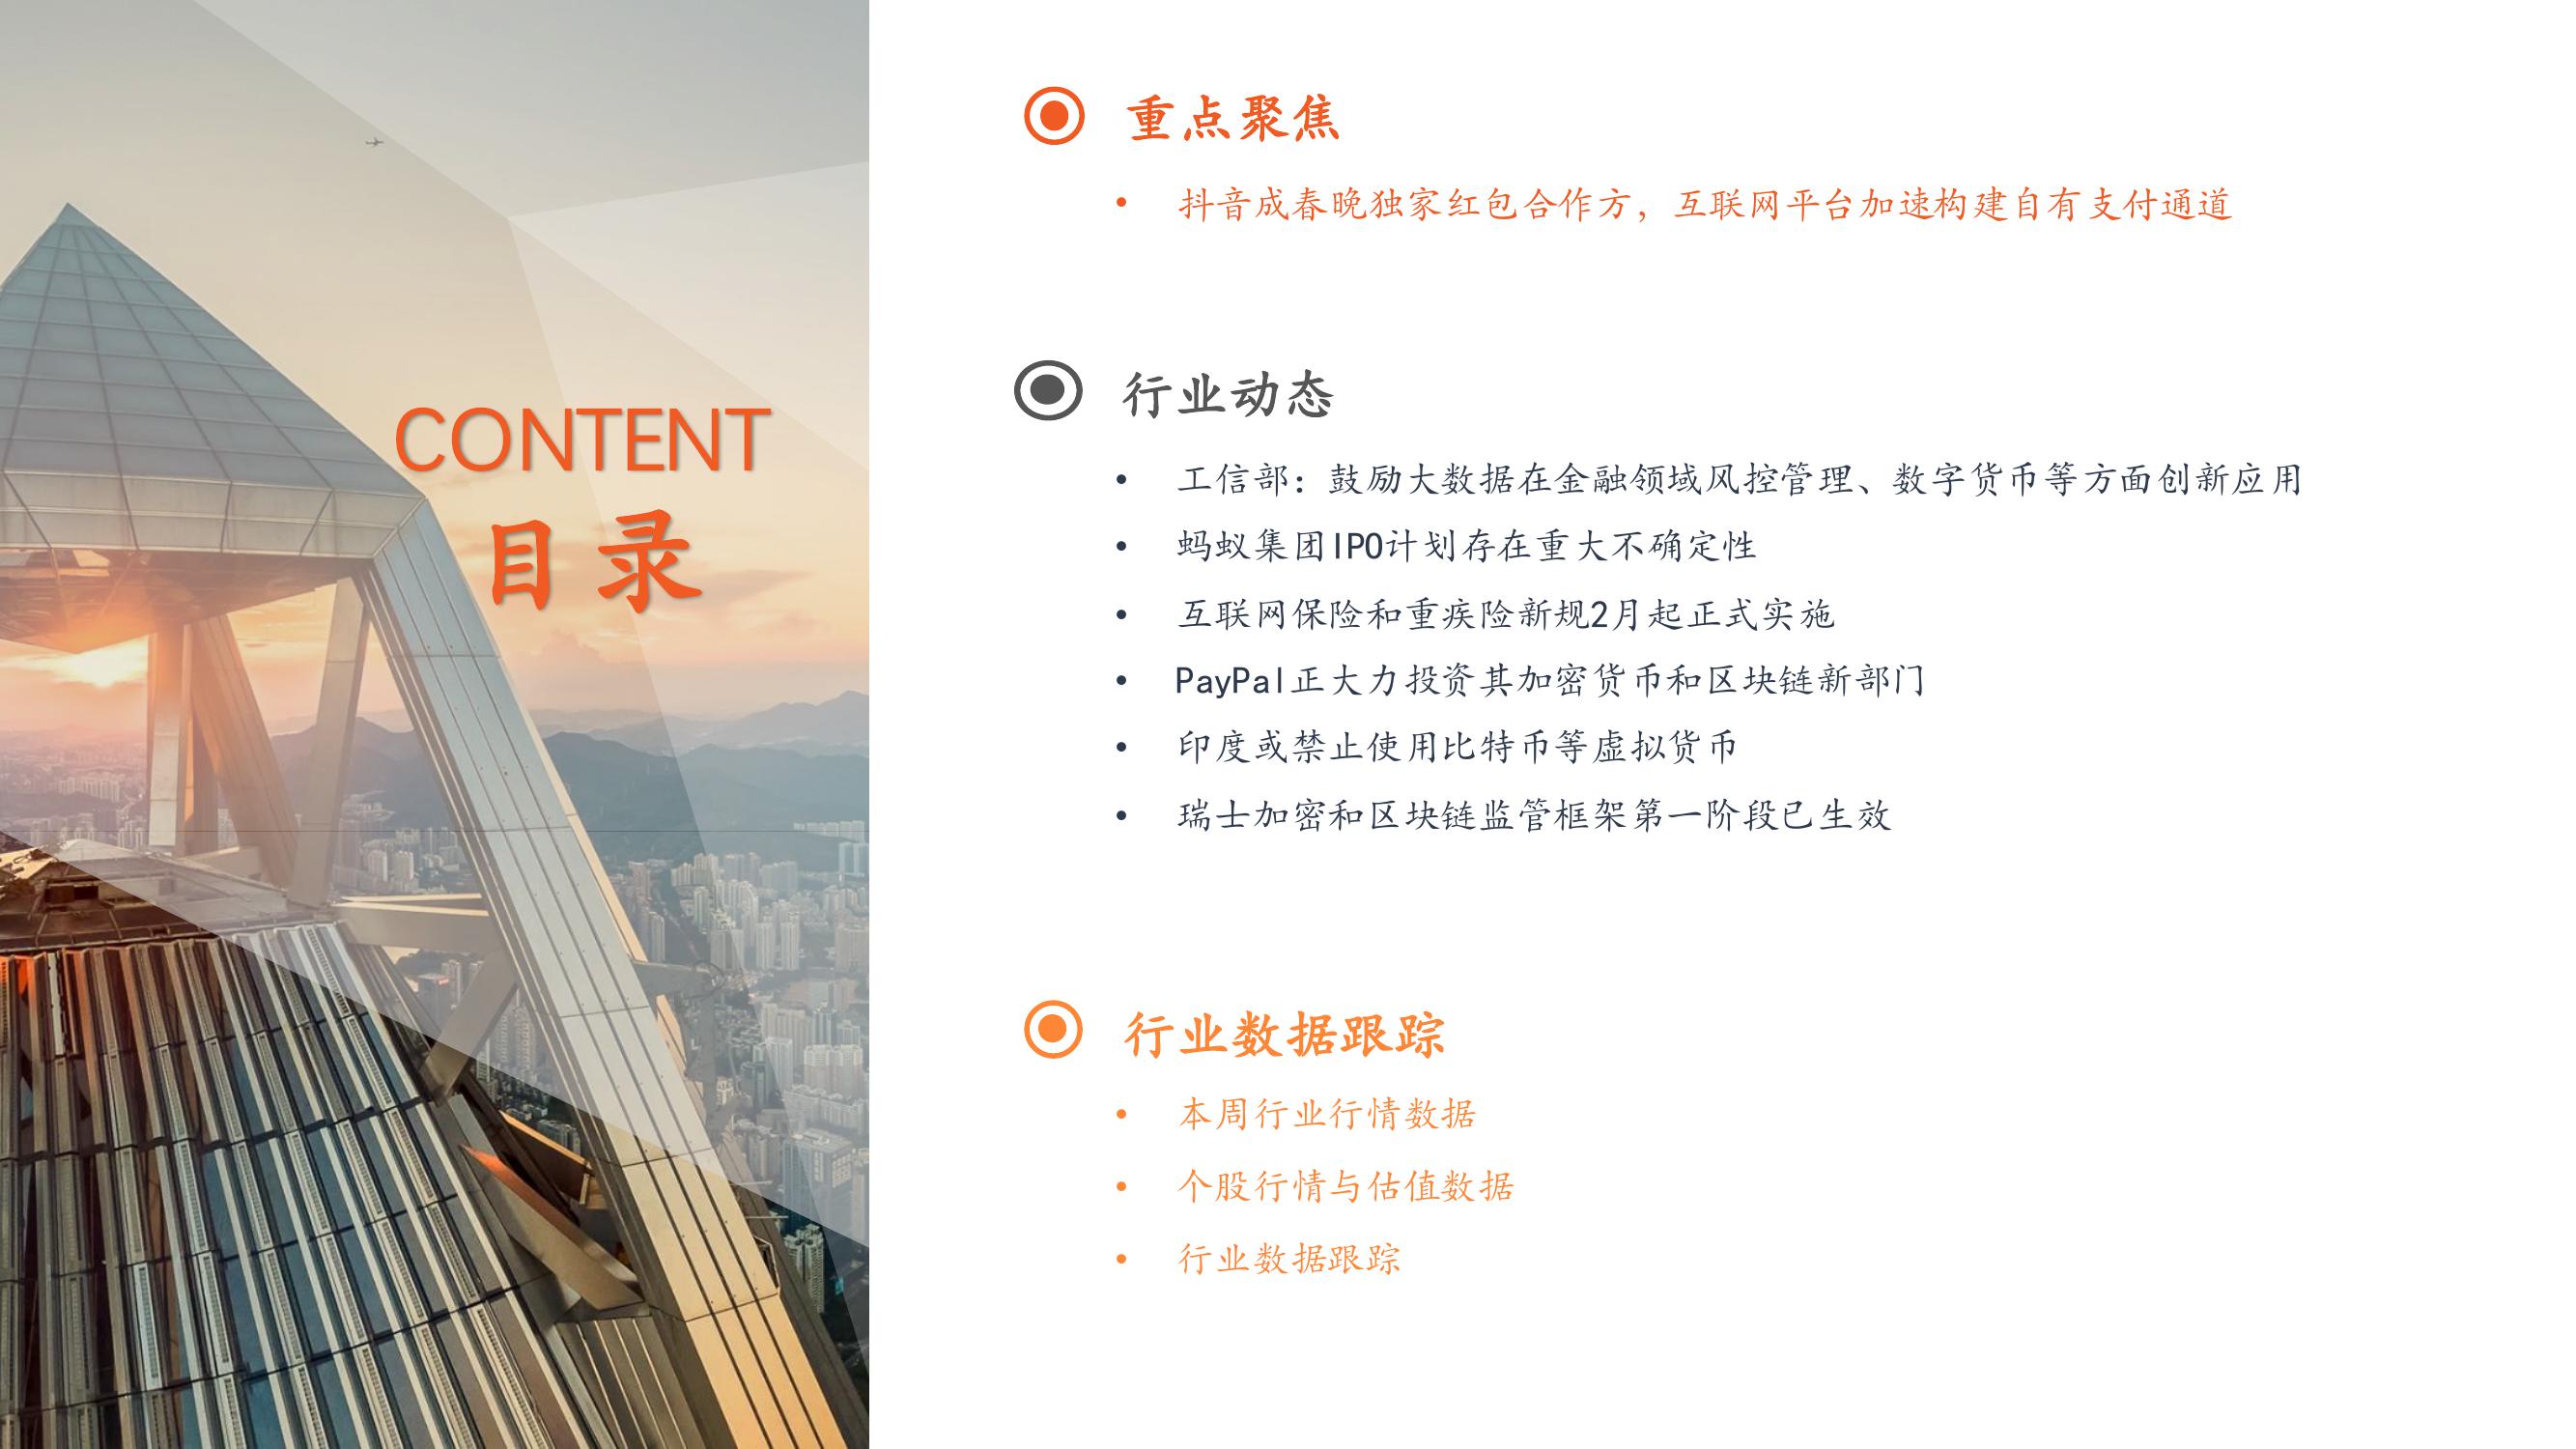 CONTENT
目录
重点聚焦
• 抖音成春晚独家红包合作方，互联网平台加速构建自有支付通道
行业动态
• 工信部：鼓励大数据在金融领域风控管理、数字货币等方面创新应用
• 蚂蚁集团IPO计划存在重大不确定性
• 互联网保险和重疾险新规2月起正式实施
• PayPal正大力投资其加密货币和区块链新部门
• 印度或禁止使用比特币等虚拟货币
• 瑞士加密和区块链监管框架第一阶段已生效
行业数据跟踪
• 本周行业行情数据
• 个股行情与估值数据
• 行业数据跟踪